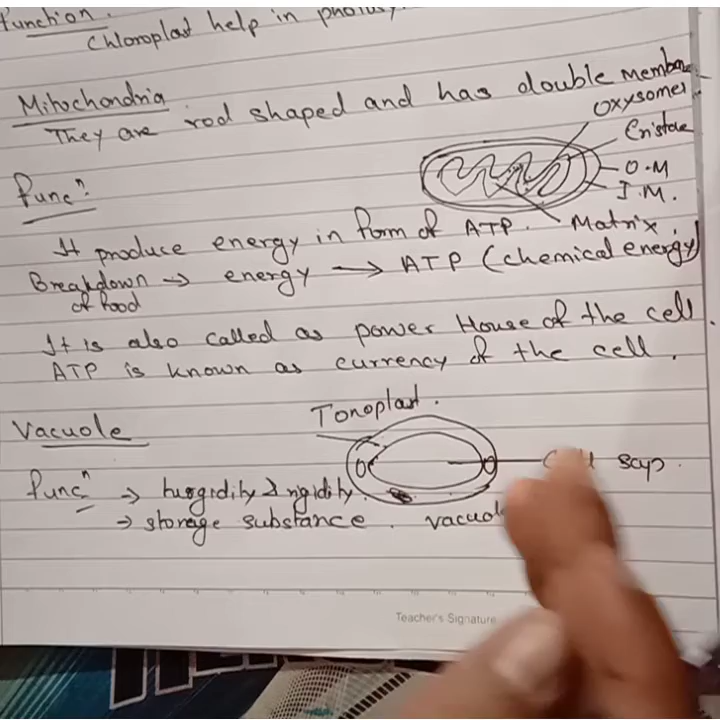 Function.
Chloroplast help in
Mitochondria
They are rod shaped and has double Membrane
Oxysomes
Cristae
O.M
I.M.
Matrix.
Funcⁿ
It produce energy in form of ATP.
Breakdown of food → energy → ATP (chemical energy)
It is also called as power House of the cell.
ATP is known as currency of the cell.
Vacuole
Tonoplast.
sap.
Funcⁿ → turgidity & rigidity.
→ storage substance.
Teacher's Signature